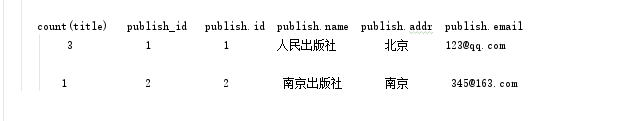 count(title) publish_id publish.id publish.name publish.addr publish.email
3 1 1 人民出版社 北京 123@qq.com
1 2 2 南京出版社 南京 345@163.com